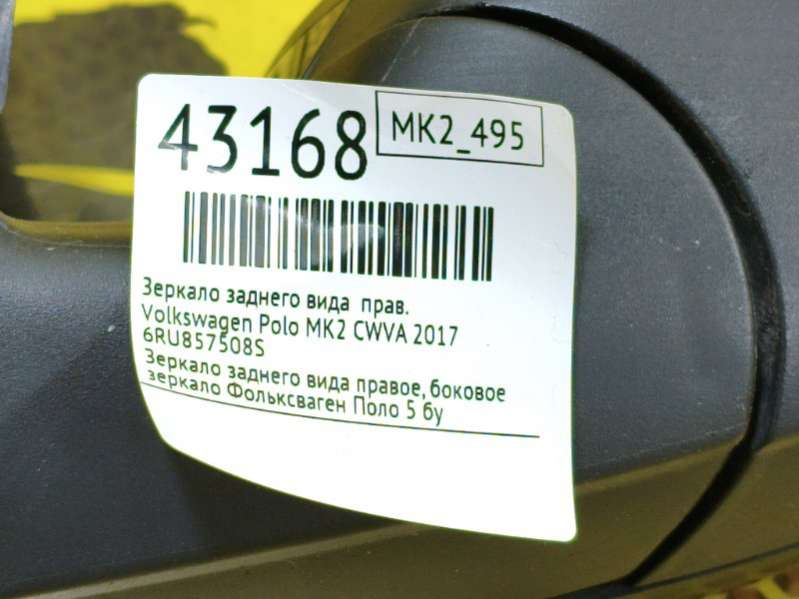 43168
MK2_495
Зеркало заднего вида прав.
Volkswagen Polo MK2 CWVA 2017
6RU857508S
Зеркало заднего вида правое, боковое
зеркало Фольксваген Поло 5 бу